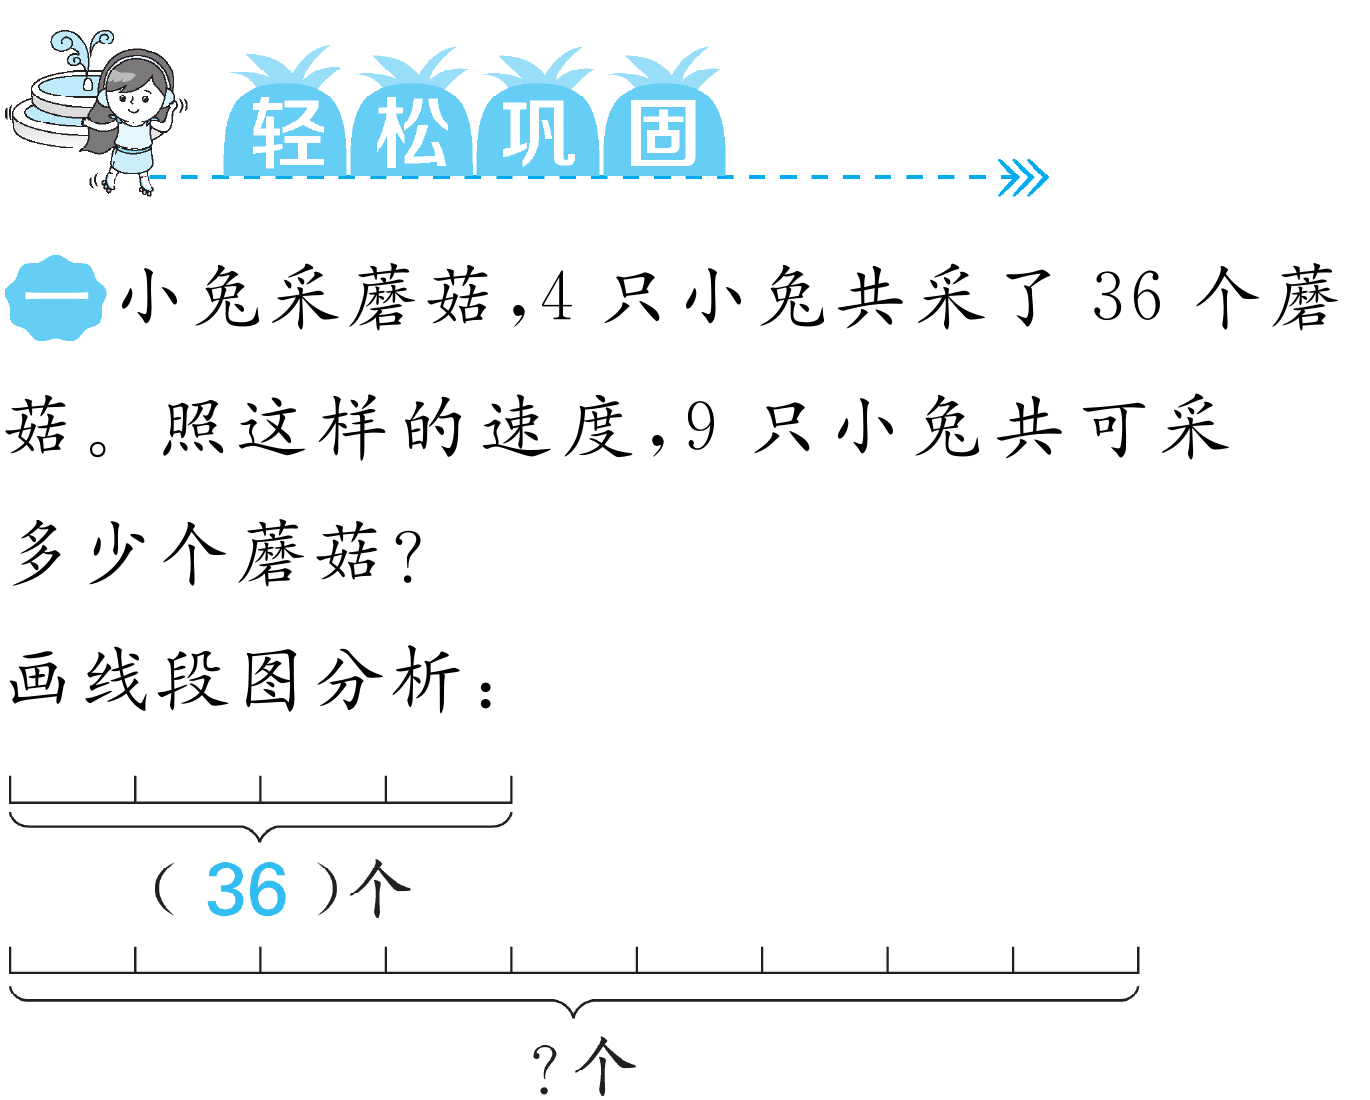 轻松巩固
一 小兔采蘑菇,4 只小兔共采了 36 个蘑
菇。照这样的速度,9 只小兔共可采
多少个蘑菇?
画线段图分析:
( 36 )个
?个